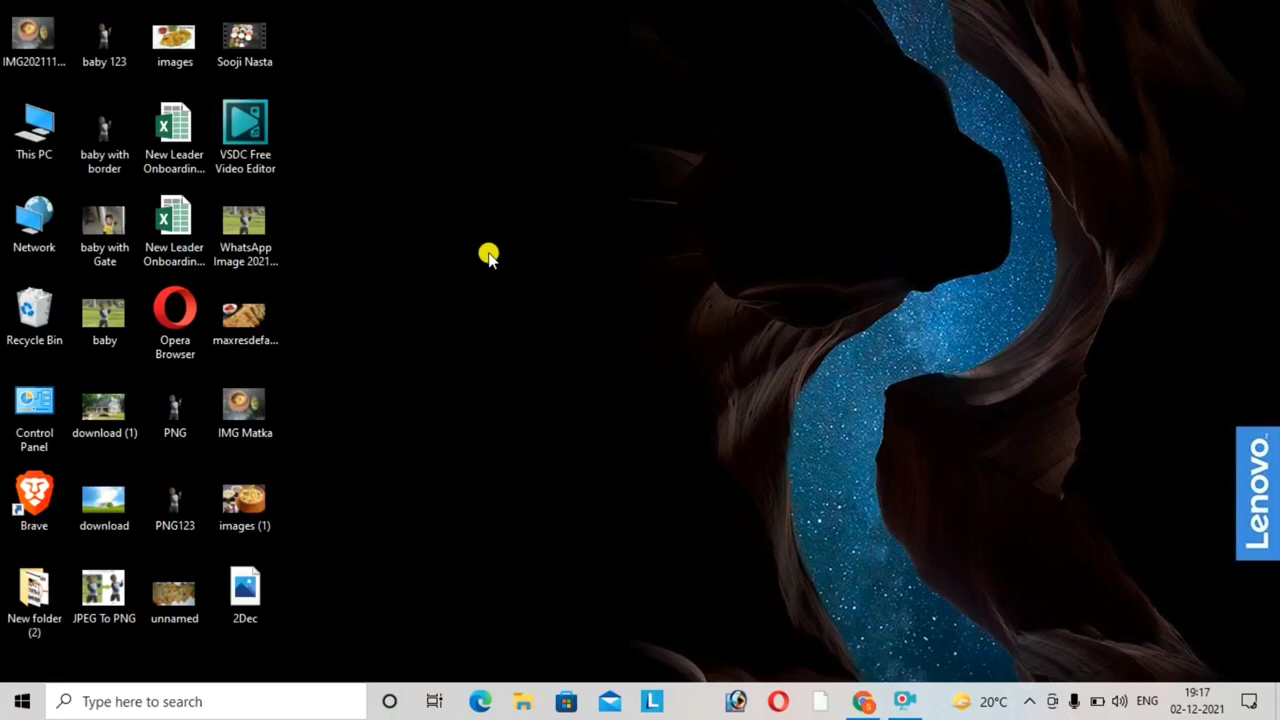 IMG202111...
baby 123
images
Sooji Nasta
This PC
baby with
border
New Leader
Onboardin...
VSDC Free
Video Editor
Network
baby with
Gate
New Leader
Onboardin...
WhatsApp
Image 2021...
Recycle Bin
baby
Opera
Browser
maxresdefa...
Control
Panel
download (1)
PNG
IMG Matka
Brave
download
PNG123
images (1)
New folder
(2)
JPEG To PNG
unnamed
2Dec
Lenovo
Type here to search
20°C
ENG
19:17
02-12-2021